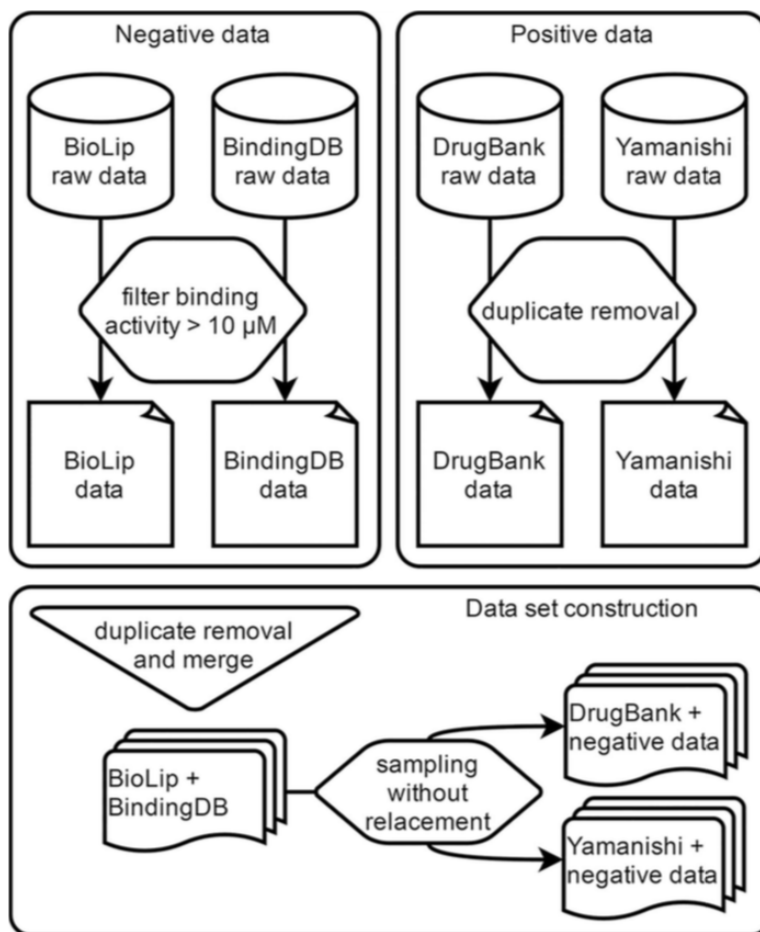 Negative data
BioLip
raw data
BindingDB
raw data
filter binding
activity > 10 µM
BioLip
data
BindingDB
data
Positive data
DrugBank
raw data
Yamanishi
raw data
duplicate removal
DrugBank
data
Yamanishi
data
Data set construction
duplicate removal
and merge
BioLip +
BindingDB
sampling
without
relacement
DrugBank +
negative data
Yamanishi +
negative data